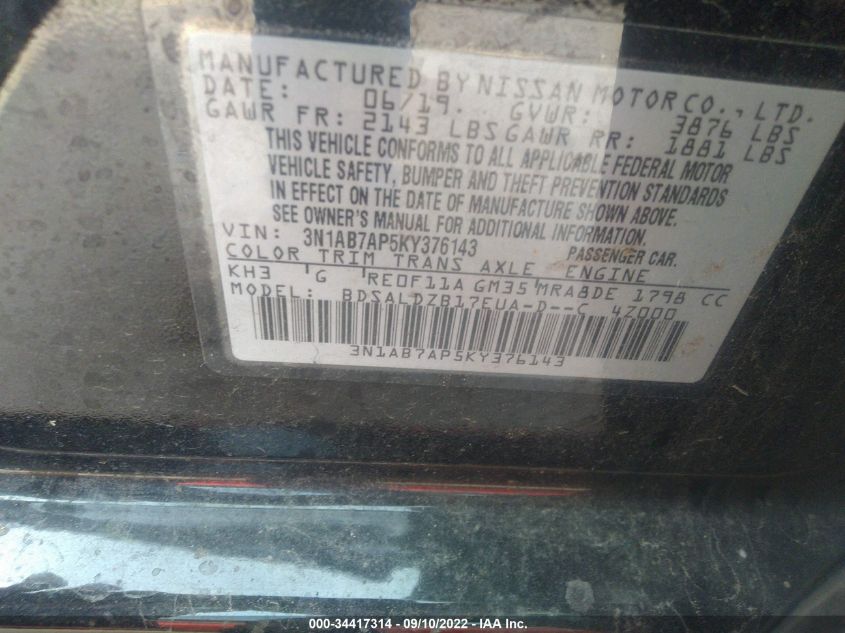 MANUFACTURED BY NISSAN MOTOR CO., LTD.
DATE: 06/19. GVWR: 3876 LBS
GAWR FR: 2143 LBS GAWR RR: 1881 LBS
THIS VEHICLE CONFORMS TO ALL APPLICABLE FEDERAL MOTOR
VEHICLE SAFETY, BUMPER AND THEFT PREVENTION STANDARDS
IN EFFECT ON THE DATE OF MANUFACTURE SHOWN ABOVE.
SEE OWNER'S MANUAL FOR ADDITIONAL INFORMATION.
VIN: 3N1AB7AP5KY376143 PASSENGER CAR.
COLOR TRIM TRANS AXLE ENGINE
KH3 G RE0F11A GM35 MRA8DE 1798 CC
MODEL: BDSALDZB17EUA-D--C 4Z000
3N1AB7AP5KY376143
000-34417314 - 09/10/2022 - IAA Inc.